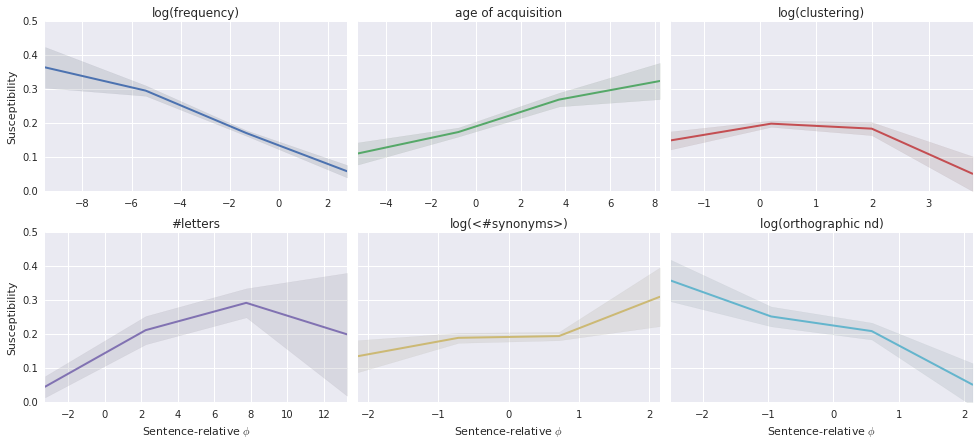 log(frequency) age of acquisition log(clustering)
0.5
0.4
0.3
0.2
0.1
0.0
Susceptibility
−8 −6 −4 −2 0 2
−4 −2 0 2 4 6 8
−1 0 1 2 3
#letters log(<#synonyms>) log(orthographic nd)
0.5
0.4
0.3
0.2
0.1
0.0
Susceptibility
−2 0 2 4 6 8 10 12
−2 −1 0 1 2
−2 −1 0 1 2
Sentence-relative ϕ Sentence-relative ϕ Sentence-relative ϕ